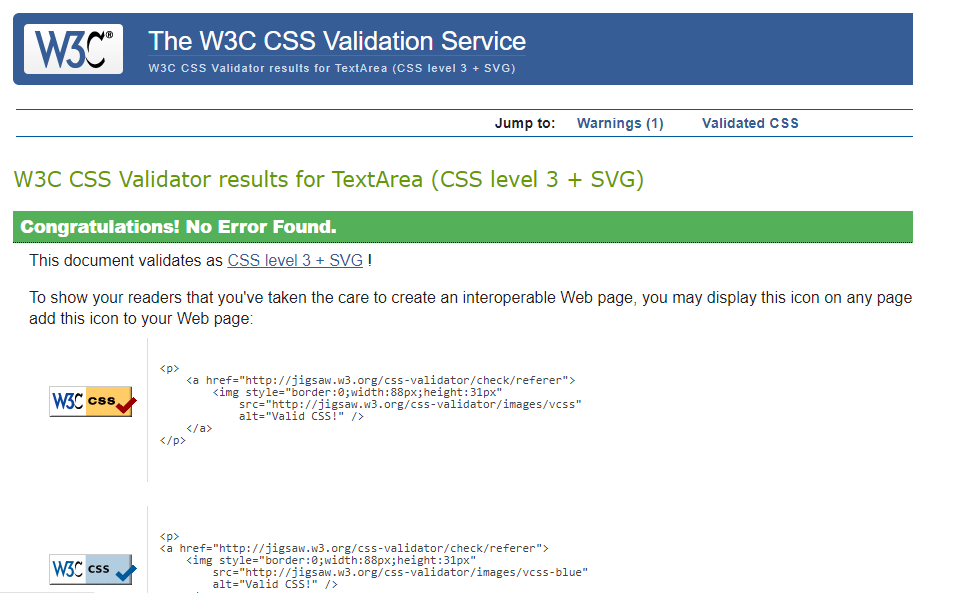 W3C®
The W3C CSS Validation Service
W3C CSS Validator results for TextArea (CSS level 3 + SVG)
Jump to: Warnings (1) Validated CSS
W3C CSS Validator results for TextArea (CSS level 3 + SVG)
Congratulations! No Error Found.
This document validates as CSS level 3 + SVG !
To show your readers that you've taken the care to create an interoperable Web page, you may display this icon on any page
add this icon to your Web page:
<p>
<a href="http://jigsaw.w3.org/css-validator/check/referer">
<img style="border:0;width:88px;height:31px"
W3C css
src="http://jigsaw.w3.org/css-validator/images/vcss"
alt="Valid CSS!" />
</a>
</p>
<p>
<a href="http://jigsaw.w3.org/css-validator/check/referer">
<img style="border:0;width:88px;height:31px"
W3C css
src="http://jigsaw.w3.org/css-validator/images/vcss-blue"
alt="Valid CSS!" />